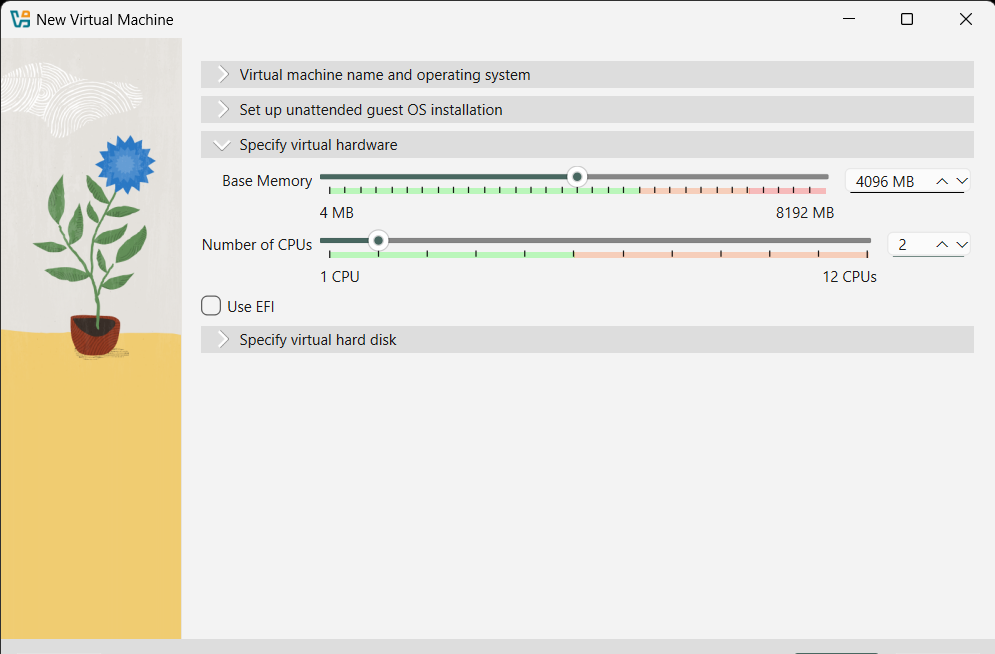 New Virtual Machine
Virtual machine name and operating system
Set up unattended guest OS installation
Specify virtual hardware
Base Memory
4096 MB
4 MB
8192 MB
Number of CPUs
2
1 CPU
12 CPUs
Use EFI
Specify virtual hard disk